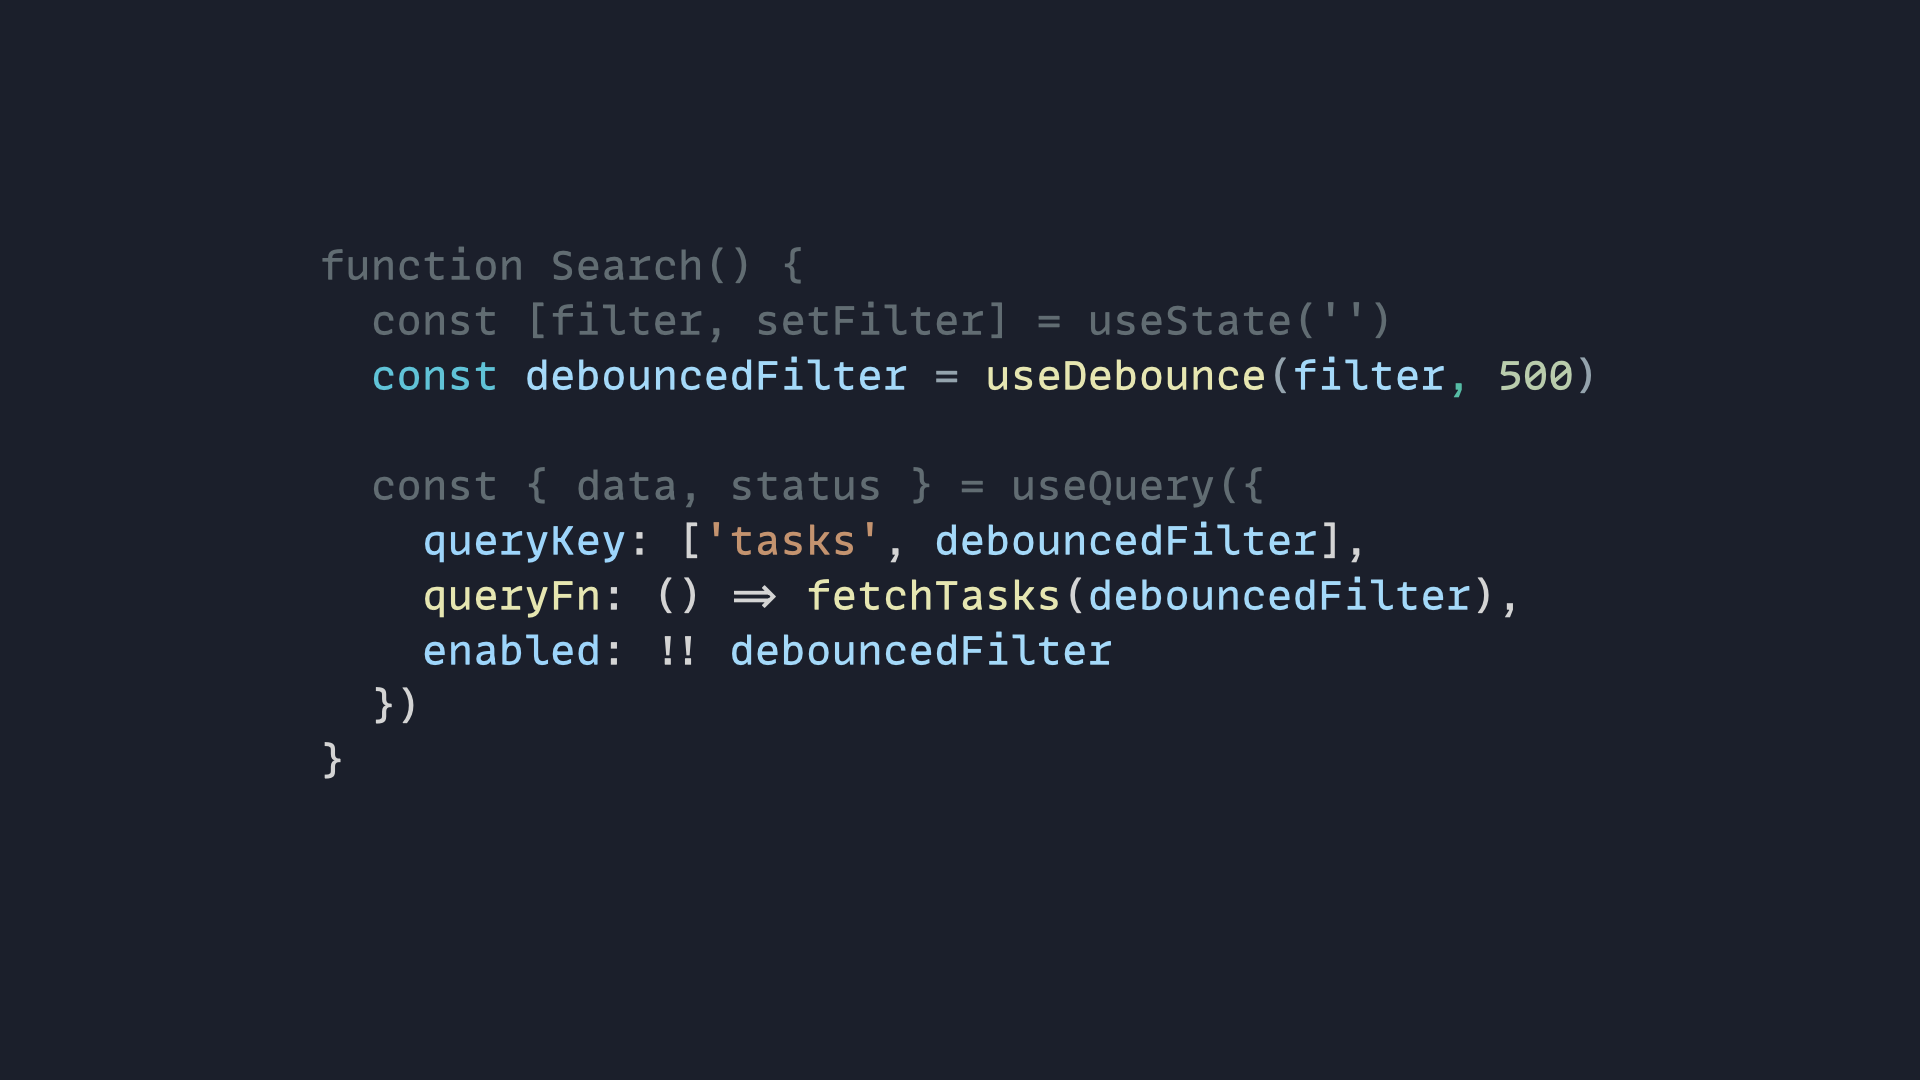 function Search() {
const [filter, setFilter] = useState('')
const debouncedFilter = useDebounce(filter, 500)
const { data, status } = useQuery({
queryKey: ['tasks', debouncedFilter],
queryFn: () => fetchTasks(debouncedFilter),
enabled: !! debouncedFilter
})
}